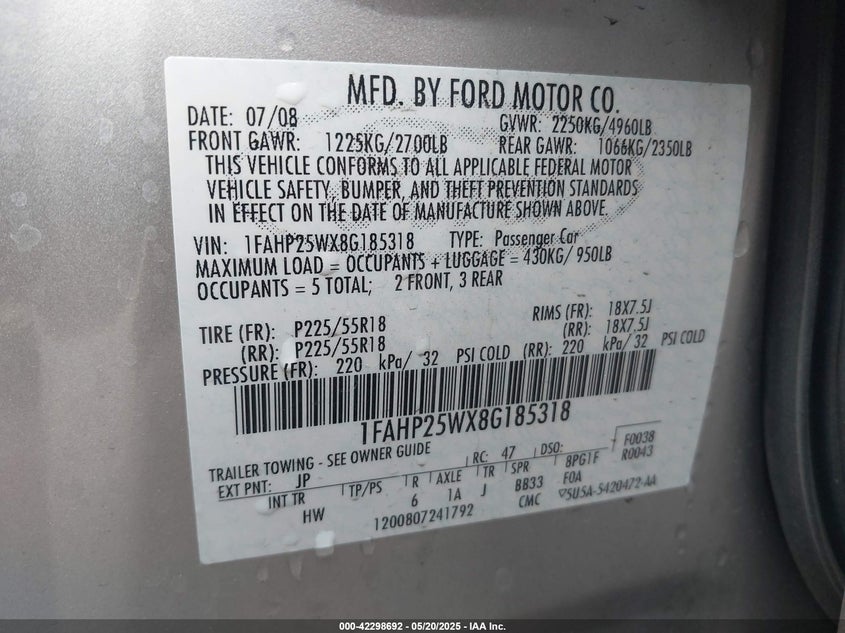 MFD. BY FORD MOTOR CO.
DATE: 07/08 GVWR: 2250KG/4960LB
FRONT GAWR: 1225KG/2700LB REAR GAWR: 1066KG/2350LB
THIS VEHICLE CONFORMS TO ALL APPLICABLE FEDERAL MOTOR
VEHICLE SAFETY, BUMPER, AND THEFT PREVENTION STANDARDS
IN EFFECT ON THE DATE OF MANUFACTURE SHOWN ABOVE.
VIN: 1FAHP25WX8G185318 TYPE: Passenger Car
MAXIMUM LOAD = OCCUPANTS + LUGGAGE = 430KG/ 950LB
OCCUPANTS = 5 TOTAL; 2 FRONT, 3 REAR
TIRE (FR): P225/55R18 RIMS (FR): 18X7.5J
(RR): P225/55R18 (RR): 18X7.5J
PRESSURE (FR): 220 kPa/ 32 PSI COLD (RR): 220 kPa/ 32 PSI COLD
1FAHP25WX8G185318
TRAILER TOWING - SEE OWNER GUIDE RC: 47 DSO: F0038
EXT PNT: JP R0043
INT TR TP/PS R AXLE TR SPR 8PG1F
HW 6 1A J BB33 F0A
1200807241792 CMC 5U5A-5420472-AA
000-42298692 — 05/20/2025 — IAA Inc.